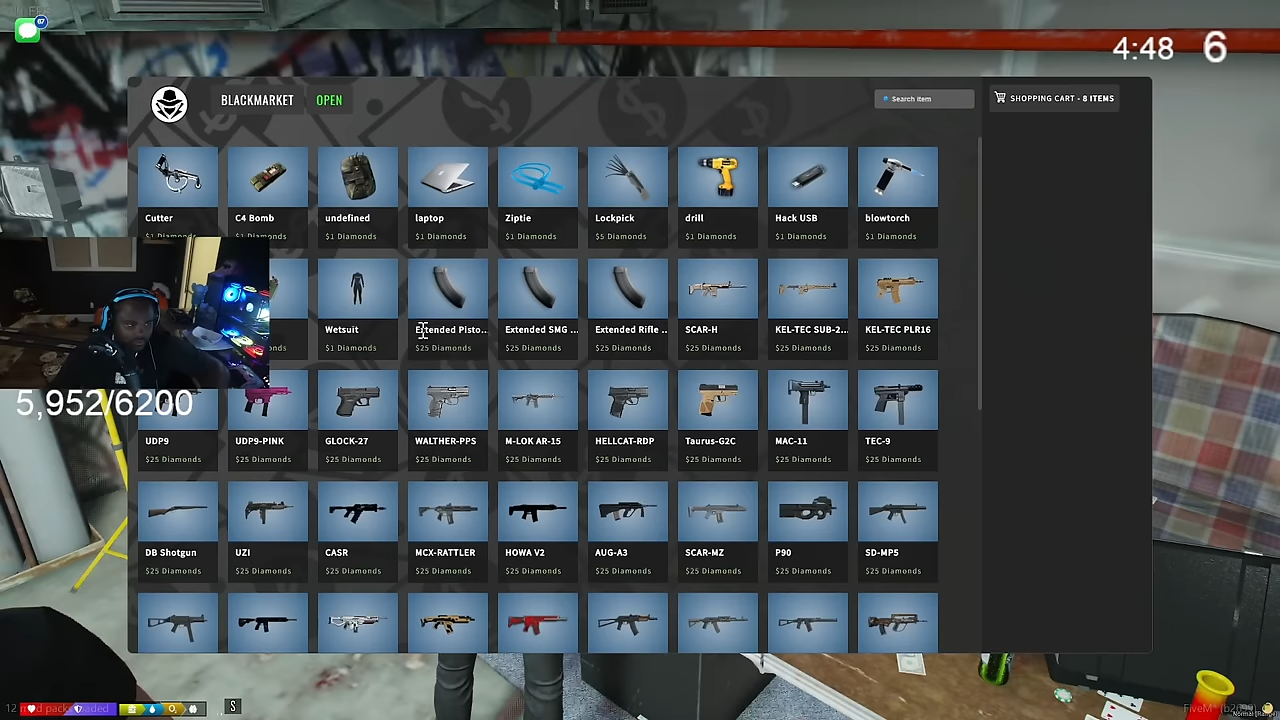 67
4:48 6
BLACKMARKET OPEN
Search item
SHOPPING CART - 8 ITEMS
Cutter C4 Bomb undefined laptop Ziptie Lockpick drill Hack USB blowtorch
$1 Diamonds $1 Diamonds $1 Diamonds $1 Diamonds $1 Diamonds $5 Diamonds $1 Diamonds $1 Diamonds $1 Diamonds
Wetsuit Extended Pisto... Extended SMG ... Extended Rifle ... SCAR-H KEL-TEC SUB-2... KEL-TEC PLR16
$1 Diamonds $25 Diamonds $25 Diamonds $25 Diamonds $25 Diamonds $25 Diamonds $25 Diamonds
5,952/6200
UDP9 UDP9-PINK GLOCK-27 WALTHER-PPS M-LOK AR-15 HELLCAT-RDP Taurus-G2C MAC-11 TEC-9
$25 Diamonds $25 Diamonds $25 Diamonds $25 Diamonds $25 Diamonds $25 Diamonds $25 Diamonds $25 Diamonds $25 Diamonds
DB Shotgun UZI CASR MCX-RATTLER HOWA V2 AUG-A3 SCAR-MZ P90 SD-MP5
$25 Diamonds $25 Diamonds $25 Diamonds $25 Diamonds $25 Diamonds $25 Diamonds $25 Diamonds $25 Diamonds $25 Diamonds
S